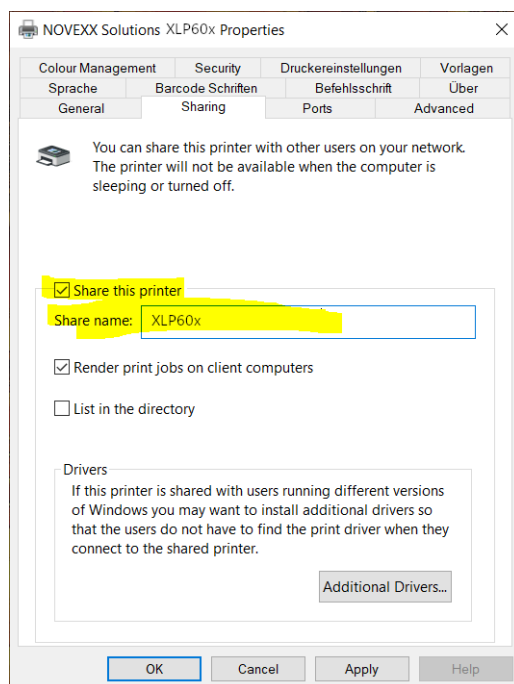 NOVEXX Solutions XLP60x Properties
Colour Management Security Druckereinstellungen Vorlagen
Sprache Barcode Schriften Befehlsschrift Über
General Sharing Ports Advanced
You can share this printer with other users on your network.
The printer will not be available when the computer is
sleeping or turned off.
Share this printer
Share name: XLP60x
Render print jobs on client computers
List in the directory
Drivers
If this printer is shared with users running different versions
of Windows you may want to install additional drivers so
that the users do not have to find the print driver when they
connect to the shared printer.
Additional Drivers...
OK Cancel Apply Help